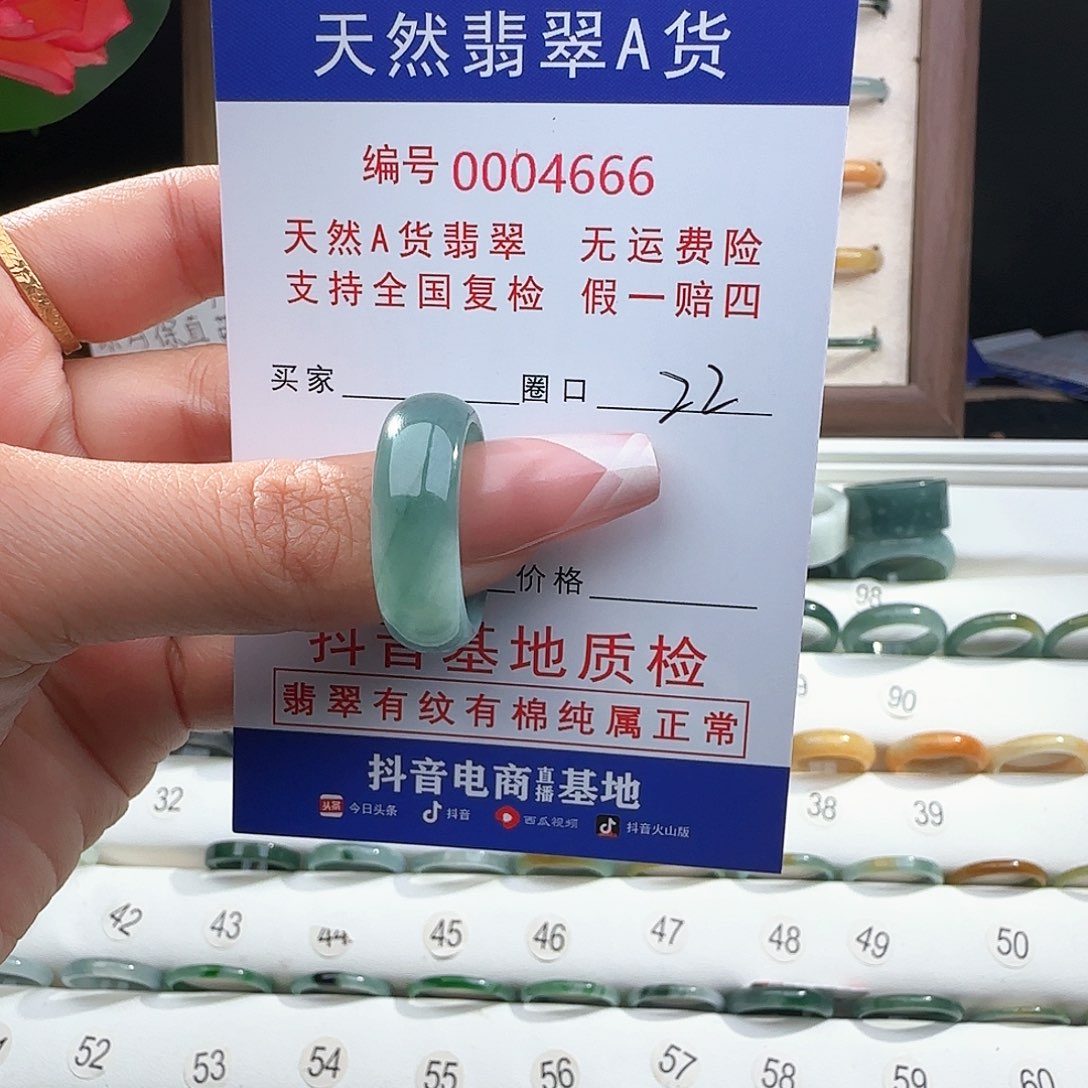 天然翡翠A货
编号 0004666
天然A货翡翠 无运费险
支持全国复检 假一赔四
买家 圈口 22
价格
抖音基地质检
翡翠有纹有棉纯属正常
抖音电商直播基地
头条 今日头条 抖音 西瓜视频 抖音火山版
98
90
32 38 39
42 43 44 45 46 47 48 49 50
52 53 54 55 56 57 58 59 60